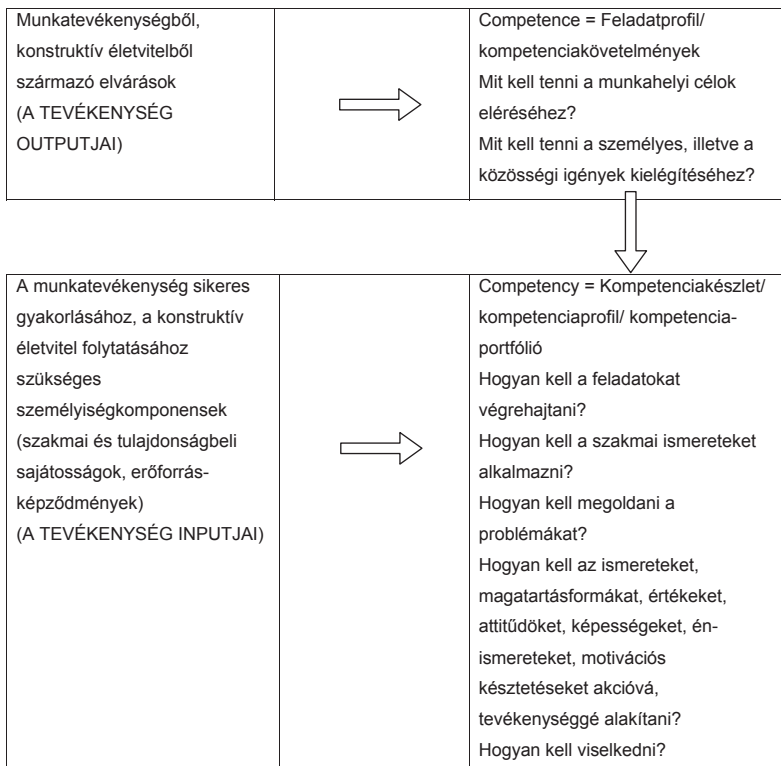 Munkatevékenységből,
konstruktív életvitelből
származó elvárások
(A TEVÉKENYSÉG
OUTPUTJAI)
Competence = Feladatprofil/
kompetenciakövetelmények
Mit kell tenni a munkahelyi célok
eléréséhez?
Mit kell tenni a személyes, illetve a
közösségi igények kielégítéséhez?
A munkatevékenység sikeres
gyakorlásához, a konstruktív
életvitel folytatásához
szükséges
személyiségkomponensek
(szakmai és tulajdonságbeli
sajátosságok, erőforrás-
képződmények)
(A TEVÉKENYSÉG INPUTJAI)
Competency = Kompetenciakészlet/
kompetenciaprofil/ kompetencia-
portfólió
Hogyan kell a feladatokat
végrehajtani?
Hogyan kell a szakmai ismereteket
alkalmazni?
Hogyan kell megoldani a
problémákat?
Hogyan kell az ismereteket,
magatartásformákat, értékeket,
attitűdöket, képességeket, én-
ismereteket, motivációs
késztetéseket akcióvá,
tevékenységgé alakítani?
Hogyan kell viselkedni?